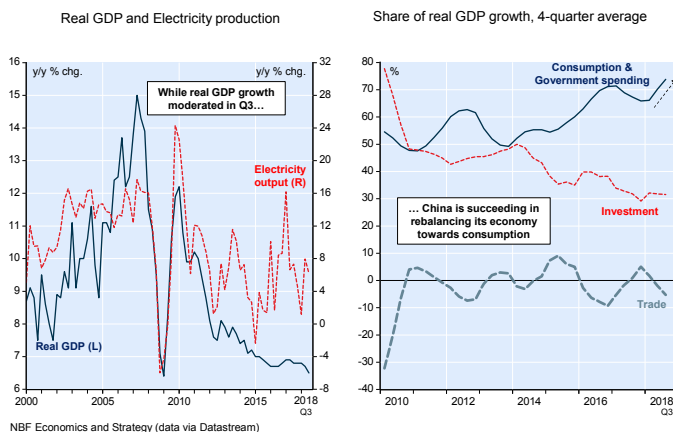 Real GDP and Electricity production
y/y % chg.
y/y % chg.
16
15
14
13
12
11
10
9
8
7
6
32
28
24
20
16
12
8
4
0
-4
-8
While real GDP growth
moderated in Q3…
Electricity
output (R)
Real GDP (L)
2000
2005
2010
2015
2018
Q3
Share of real GDP growth, 4-quarter average
%
80
70
60
50
40
30
20
10
0
-10
-20
-30
-40
Consumption &
Government spending
Investment
… China is succeeding in
rebalancing its economy
towards consumption
Trade
2010
2012
2014
2016
2018
Q3
NBF Economics and Strategy (data via Datastream)